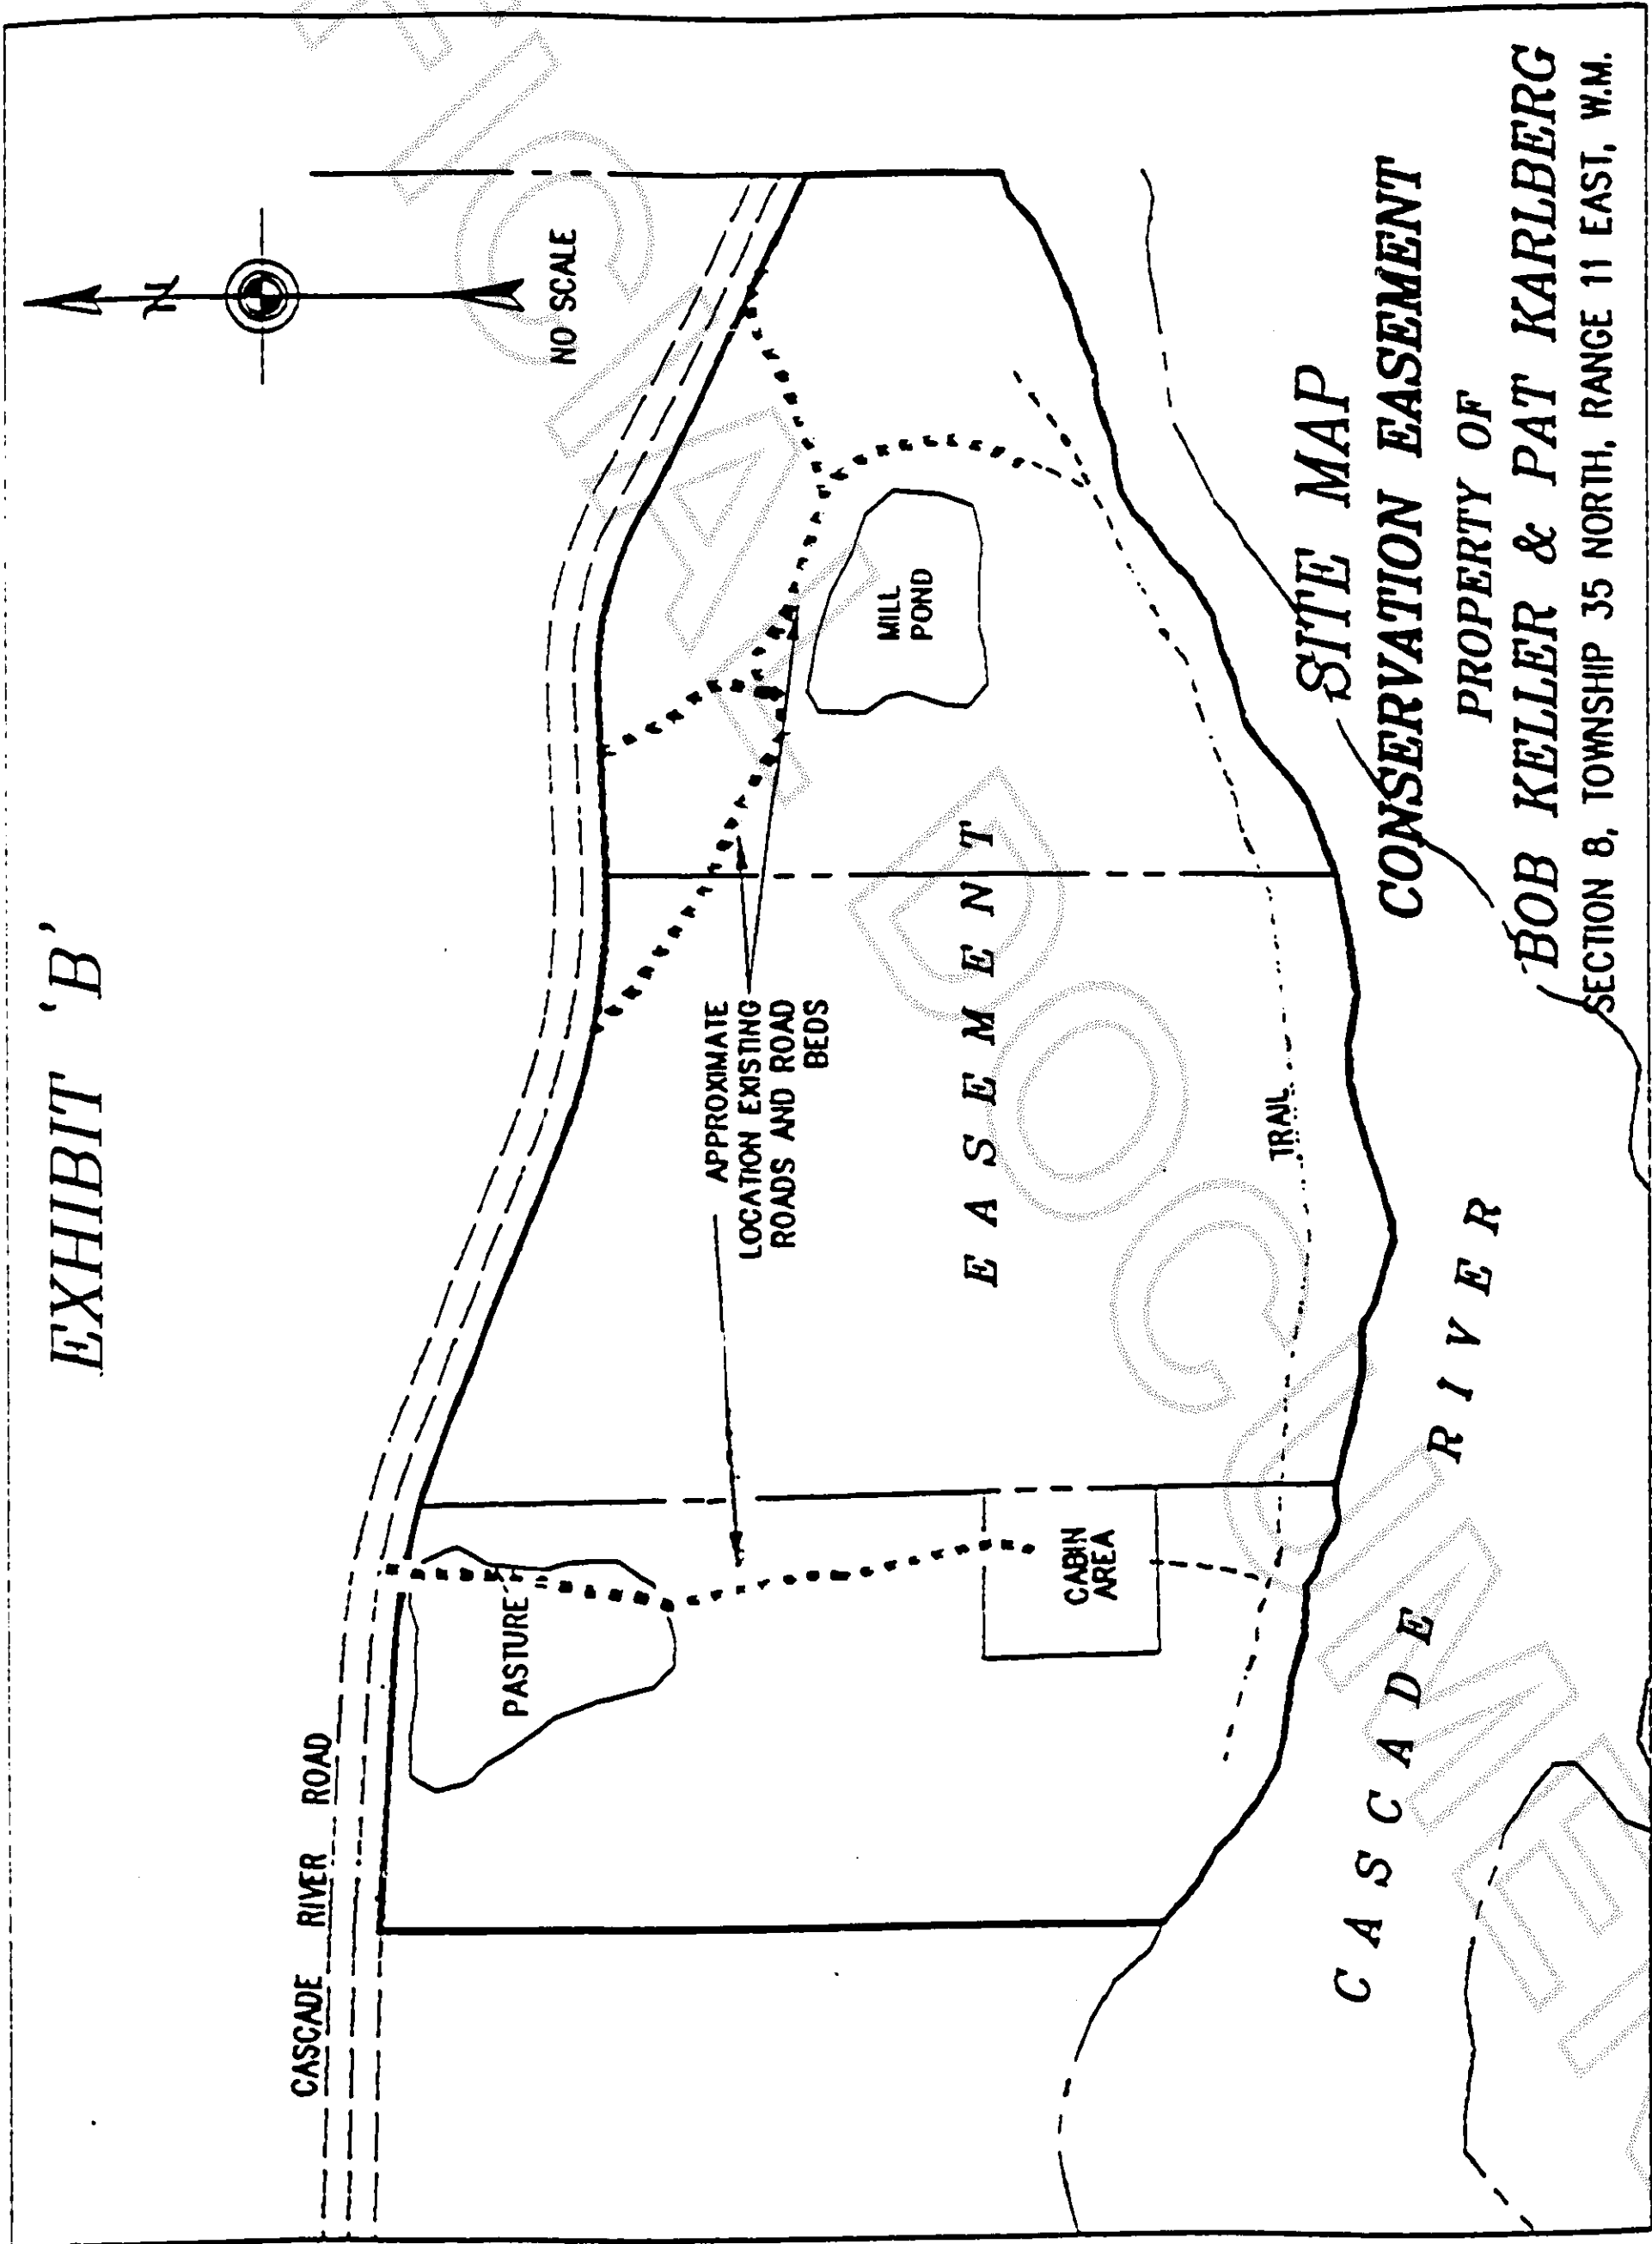 EXHIBIT 'B'
N
NO SCALE
CASCADE RIVER ROAD
PASTURE
APPROXIMATE
LOCATION EXISTING
ROADS AND ROAD
BEDS
MILL
POND
EASEMENT
CABIN
AREA
TRAIL
CASCADE RIVER
SITE MAP
CONSERVATION EASEMENT
PROPERTY OF
BOB KELLER & PAT KARLBERG
SECTION 8, TOWNSHIP 35 NORTH, RANGE 11 EAST, W.M.